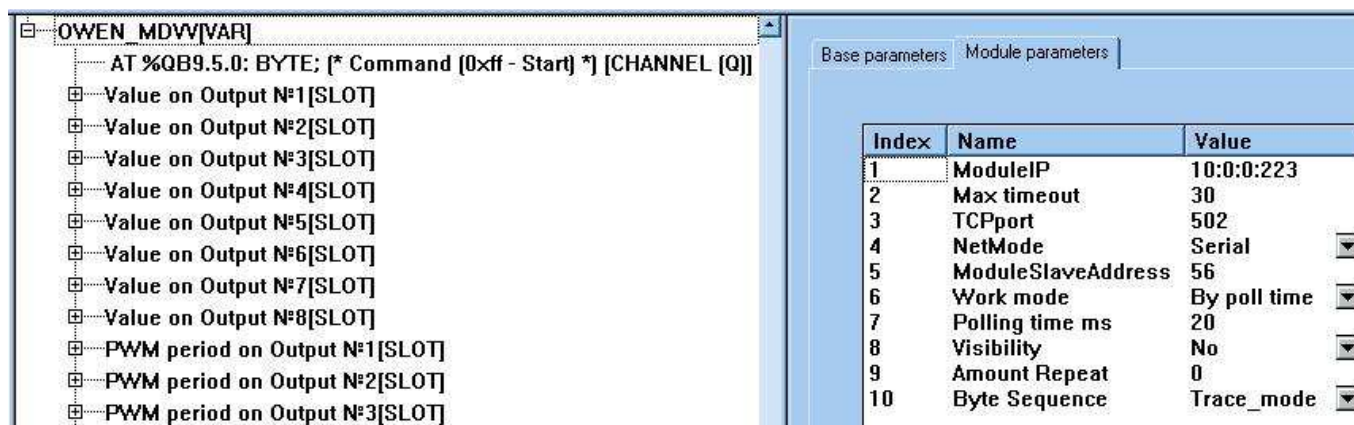 OWEN_MDVV[VAR]
AT %QB9.5.0: BYTE; (* Command (0xff - Start) *) [CHANNEL (Q)]
Value on Output №1[SLOT]
Value on Output №2[SLOT]
Value on Output №3[SLOT]
Value on Output №4[SLOT]
Value on Output №5[SLOT]
Value on Output №6[SLOT]
Value on Output №7[SLOT]
Value on Output №8[SLOT]
PWM period on Output №1[SLOT]
PWM period on Output №2[SLOT]
PWM period on Output №3[SLOT]
Base parameters Module parameters
Index Name Value
1 ModuleIP 10:0:0:223
2 Max timeout 30
3 TCPport 502
4 NetMode Serial
5 ModuleSlaveAddress 56
6 Work mode By poll time
7 Polling time ms 20
8 Visibility No
9 Amount Repeat 0
10 Byte Sequence Trace_mode